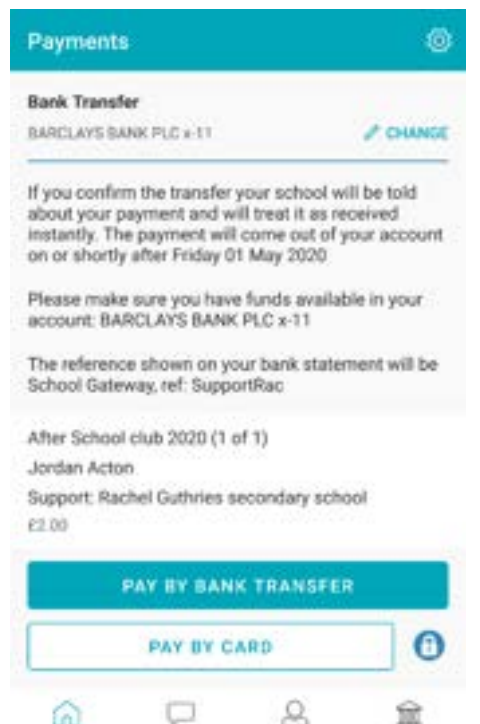 Payments
Bank Transfer
BARCLAYS BANK PLC x-11
CHANGE
If you confirm the transfer your school will be told
about your payment and will treat it as received
instantly. The payment will come out of your account
on or shortly after Friday 01 May 2020
Please make sure you have funds available in your
account: BARCLAYS BANK PLC x-11
The reference shown on your bank statement will be
School Gateway, ref: SupportRac
After School club 2020 (1 of 1)
Jordan Acton
Support: Rachel Guthries secondary school
£2.00
PAY BY BANK TRANSFER
PAY BY CARD